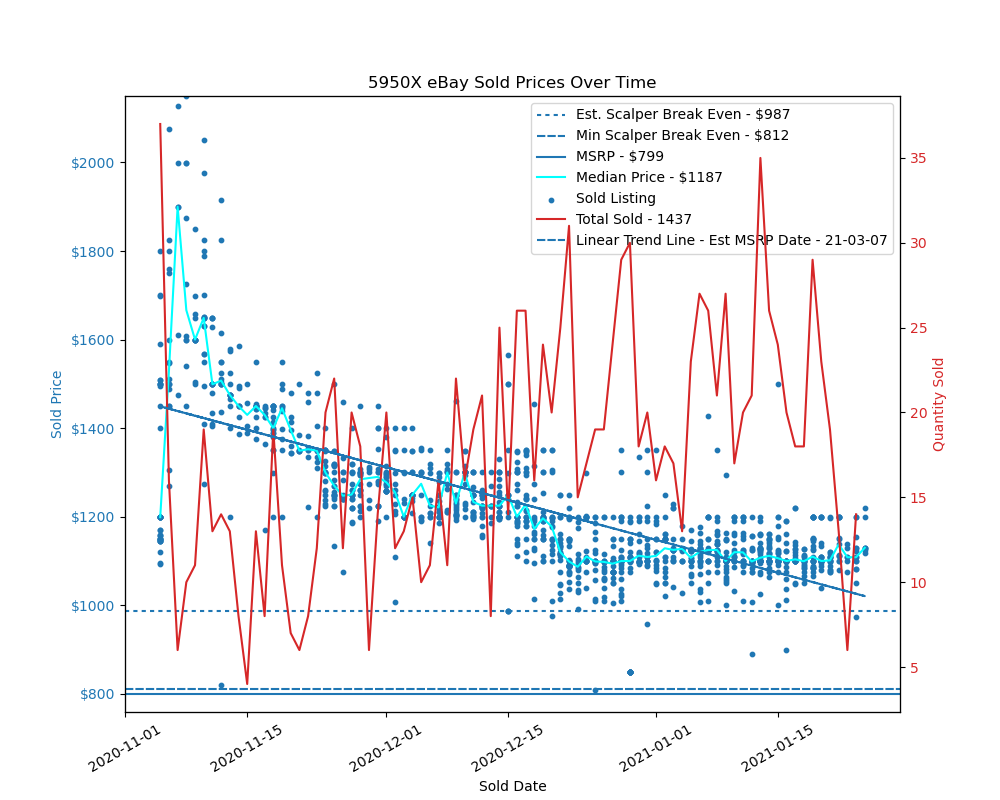 5950X eBay Sold Prices Over Time
Est. Scalper Break Even - $987
Min Scalper Break Even - $812
MSRP - $799
Median Price - $1187
Sold Listing
Total Sold - 1437
Linear Trend Line - Est MSRP Date - 21-03-07
$2000
$1800
$1600
$1400
$1200
$1000
$800
Sold Price
35
30
25
20
15
10
5
Quantity Sold
2020-11-01
2020-11-15
2020-12-01
2020-12-15
2021-01-01
2021-01-15
Sold Date